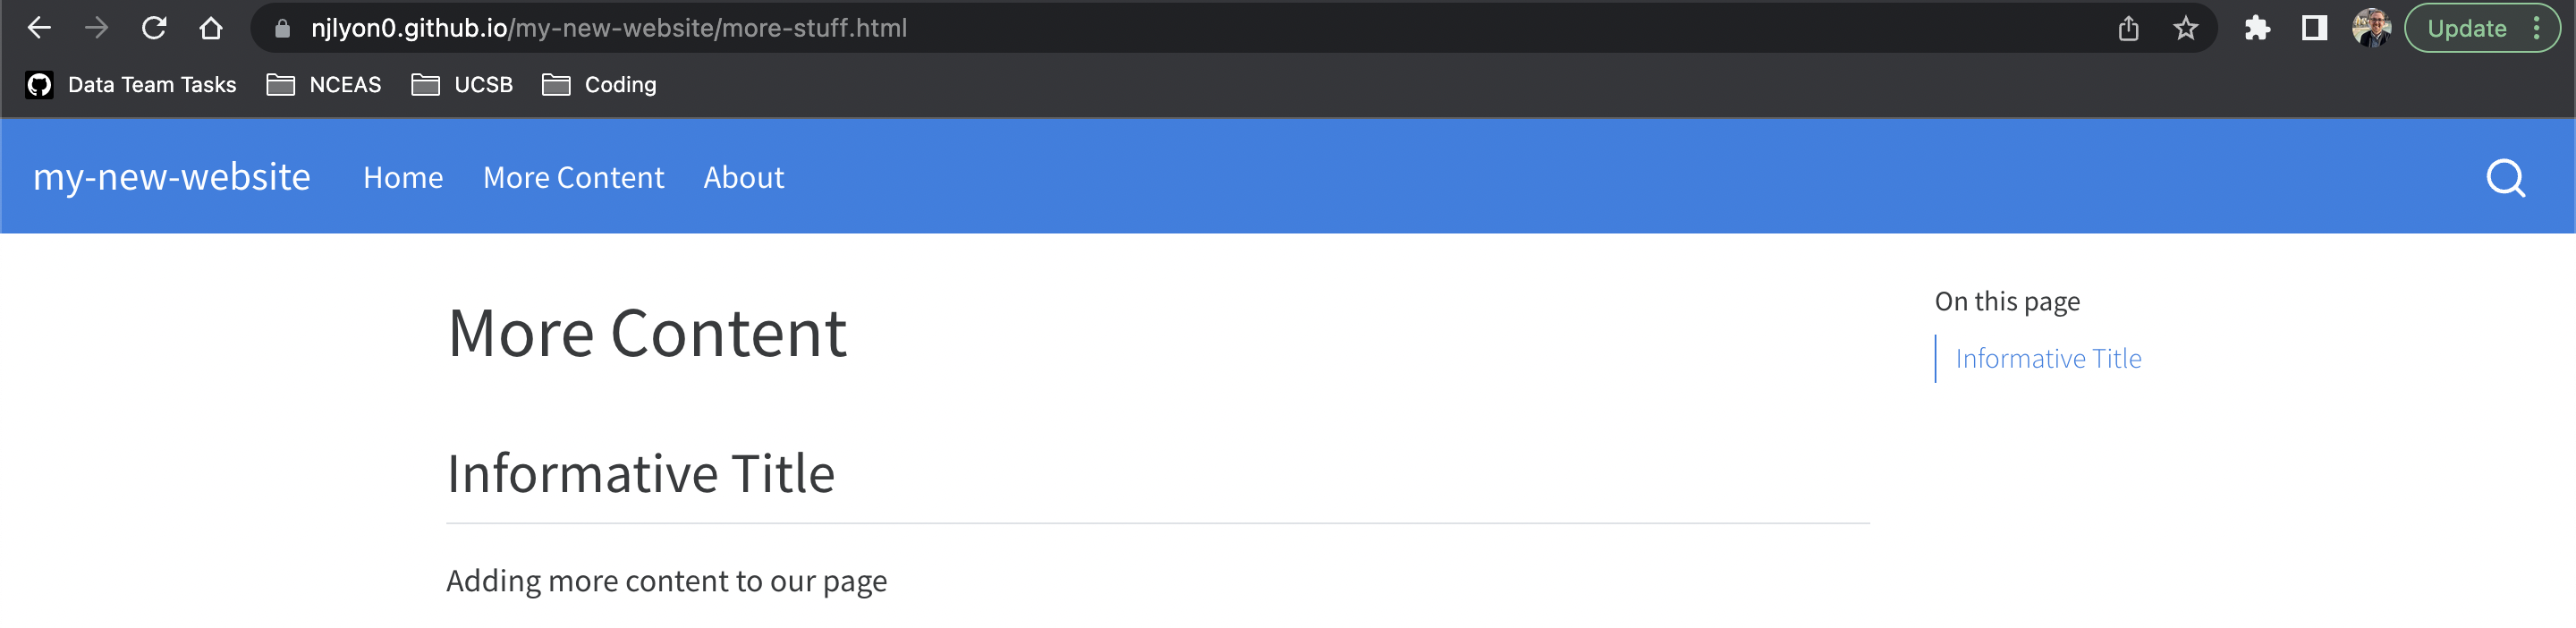 njlyon0.github.io/my-new-website/more-stuff.html
Update
Data Team Tasks NCEAS UCSB Coding
my-new-website Home More Content About
More Content
On this page
Informative Title
Informative Title
Adding more content to our page